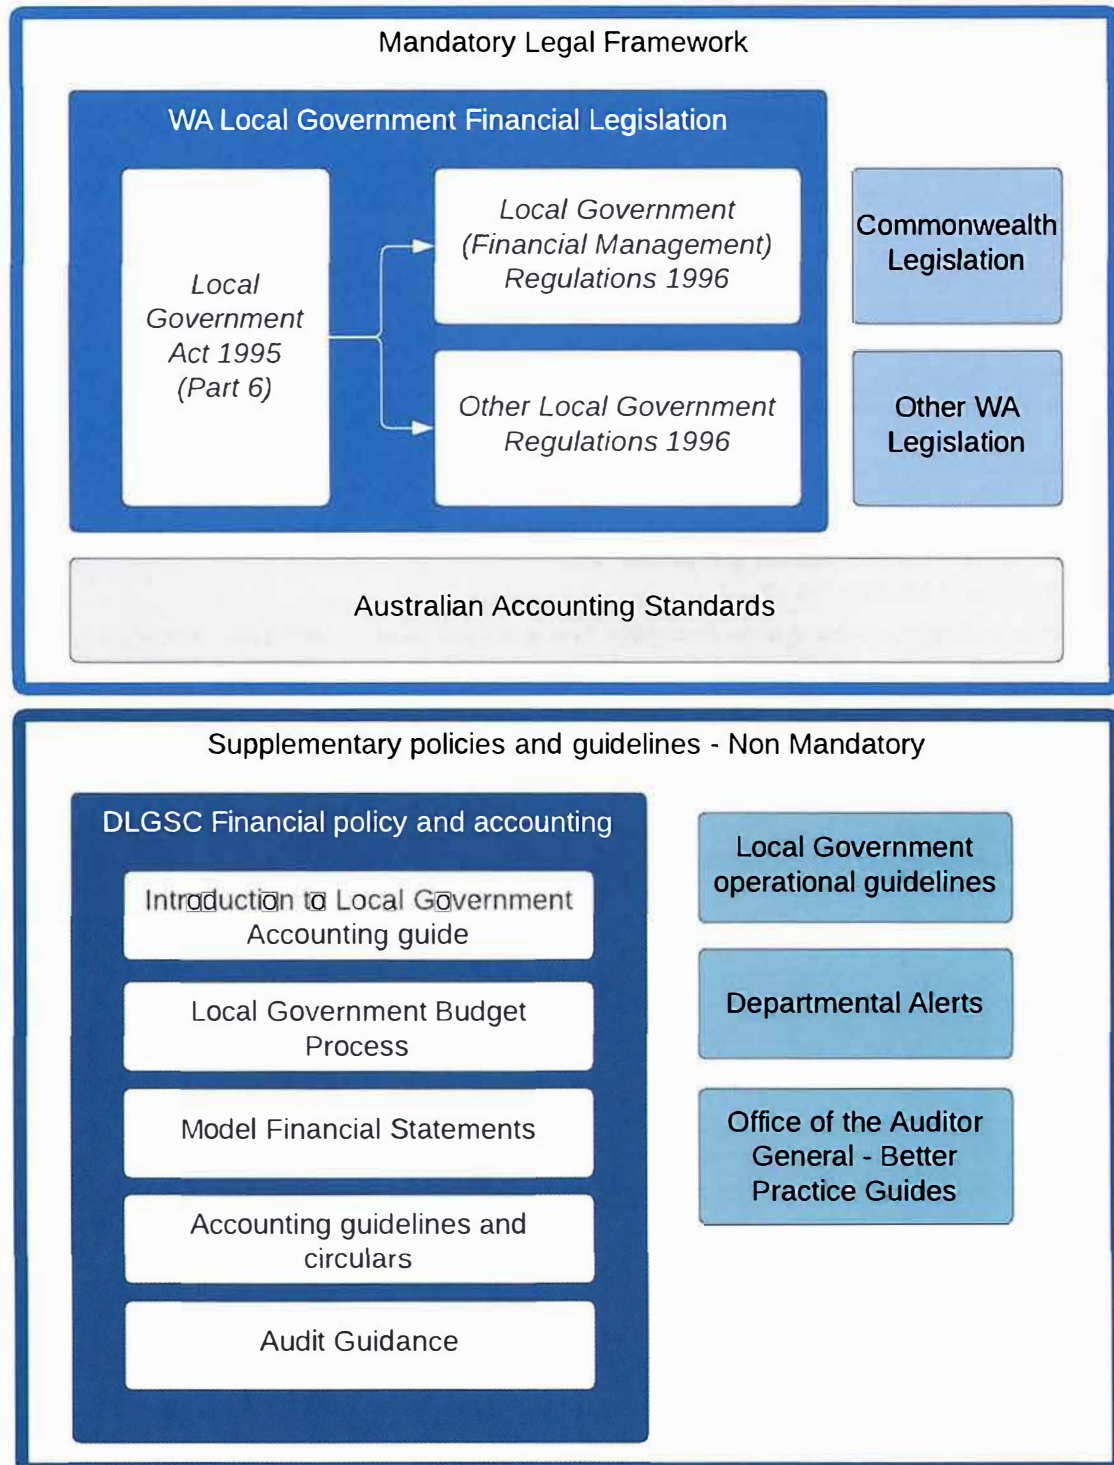 Mandatory Legal Framework
WA Local Government Financial Legislation
Local
Government
Act 1995
(Part 6)
Local Government
(Financial Management)
Regulations 1996
Other Local Government
Regulations 1996
Commonwealth
Legislation
Other WA
Legislation
Australian Accounting Standards
Supplementary policies and guidelines - Non Mandatory
DLGSC Financial policy and accounting
Introduction to Local Government
Accounting guide
Local Government Budget
Process
Model Financial Statements
Accounting guidelines and
circulars
Audit Guidance
Local Government
operational guidelines
Departmental Alerts
Office of the Auditor
General - Better
Practice Guides